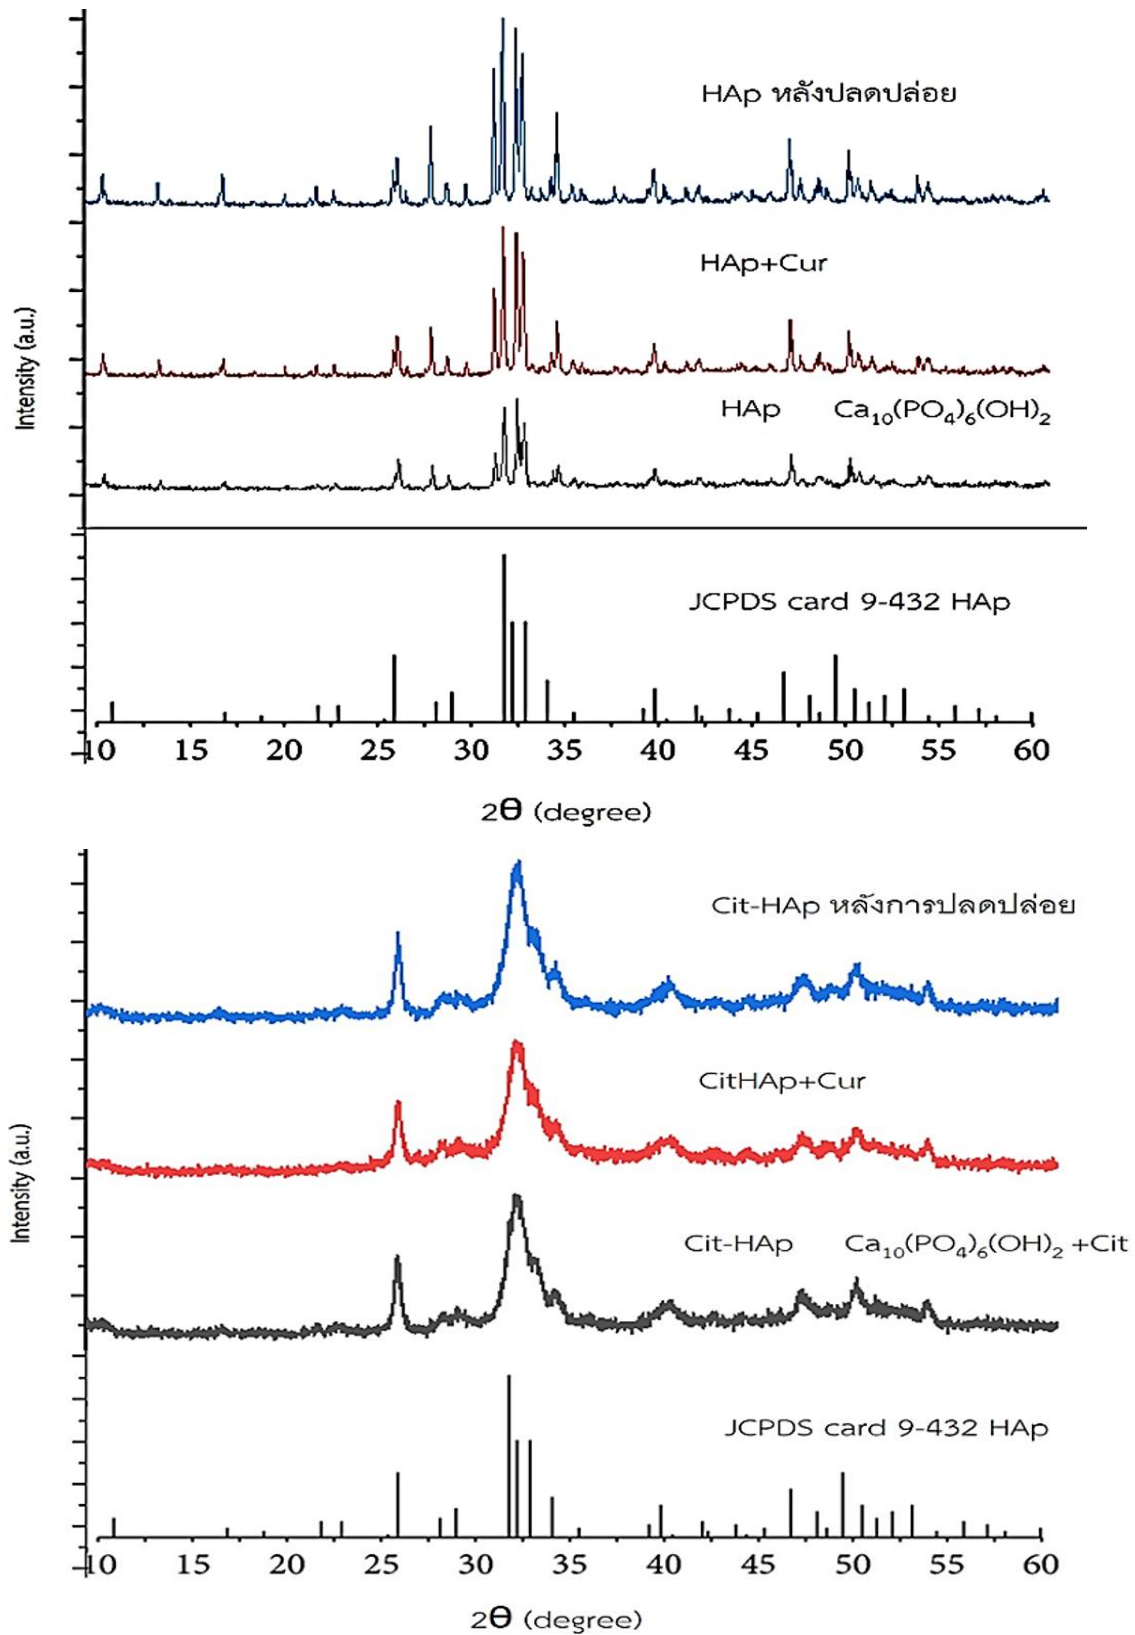 HAp หลังปลดปล่อย
HAp+Cur
HAp Ca₁₀(PO₄)₆(OH)₂
Intensity (a.u.)
JCPDS card 9-432 HAp
10 15 20 25 30 35 40 45 50 55 60
2Θ (degree)
Cit-HAp หลังการปลดปล่อย
CitHAp+Cur
Intensity (a.u.)
Cit-HAp Ca₁₀(PO₄)₆(OH)₂ +Cit
JCPDS card 9-432 HAp
10 15 20 25 30 35 40 45 50 55 60
2Θ (degree)